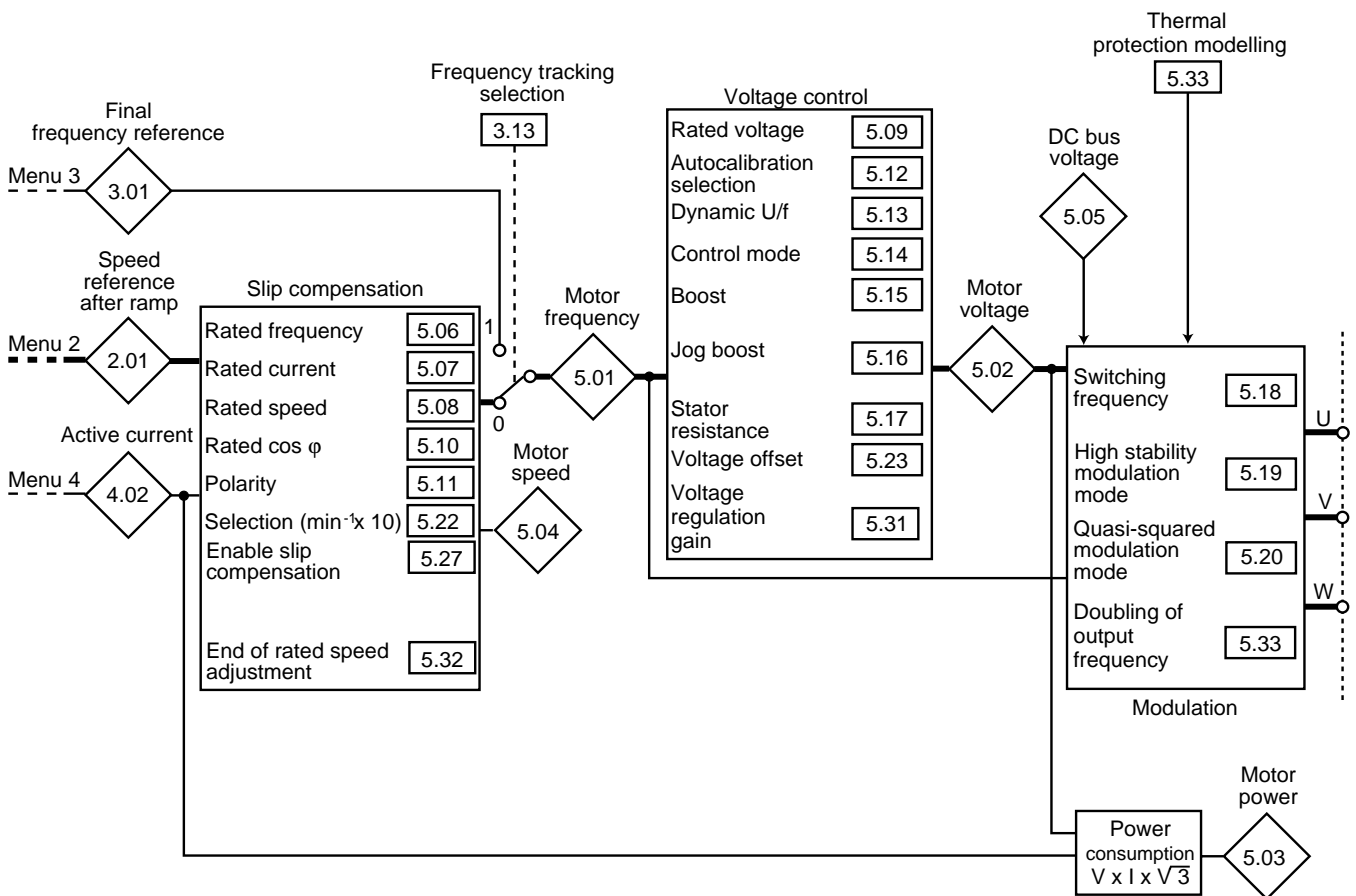 Thermal
protection modelling
5.33
Frequency tracking
selection
3.13
Final
frequency reference
Menu 3
3.01
Speed
reference
after ramp
Menu 2
2.01
Active current
Menu 4
4.02
Slip compensation
Rated frequency 5.06
Rated current 5.07
Rated speed 5.08
Rated cos φ 5.10
Polarity 5.11
Selection (min⁻¹x 10) 5.22
Enable slip
compensation 5.27
End of rated speed
adjustment 5.32
1
0
Motor
frequency
5.01
Motor
speed
5.04
Voltage control
Rated voltage 5.09
Autocalibration
selection 5.12
Dynamic U/f 5.13
Control mode 5.14
Boost 5.15
Jog boost 5.16
Stator
resistance 5.17
Voltage offset 5.23
Voltage
regulation
gain 5.31
DC bus
voltage
5.05
Motor
voltage
5.02
Switching
frequency 5.18
High stability
modulation
mode 5.19
Quasi-squared
modulation
mode 5.20
Doubling of
output
frequency 5.33
Modulation
U
V
W
Power
consumption
V x I x √3
Motor
power
5.03